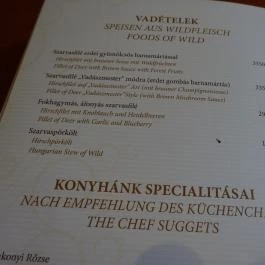 VADÉTELEK
SPEISEN AUS WILDFLEISCH
FOODS OF WILD
Szarvasfilé erdei gyümölcsös barnamártással
Hirschfilet mit brauner Sosse mit Waldfrüchten
Fillet of Deer with Brown Sauce with Forest Fruits
Szarvasfilé „Vadászmester” módra (erdei gombás barnamártás)
Hirschfilet auf „Vadászmester” Art (mit brauner Champignonsosse)
Fillet of Deer „Vadászmester” Style (with Brown Mushroom Sauce)
Fokhagymás, áfonyás szarvasfilé
Hirschfilet mit Knoblauch und Heidelbeeren
Fillet of Deer with Garlic and Blueberry
Szarvaspörkölt
Hirschpörkölt
Hungarian Stew of Wild
KONYHÁNK SPECIALITÁSAI
NACH EMPFEHLUNG DES KÜCHENCH
THE CHEF SUGGETS
konyi Rőzse